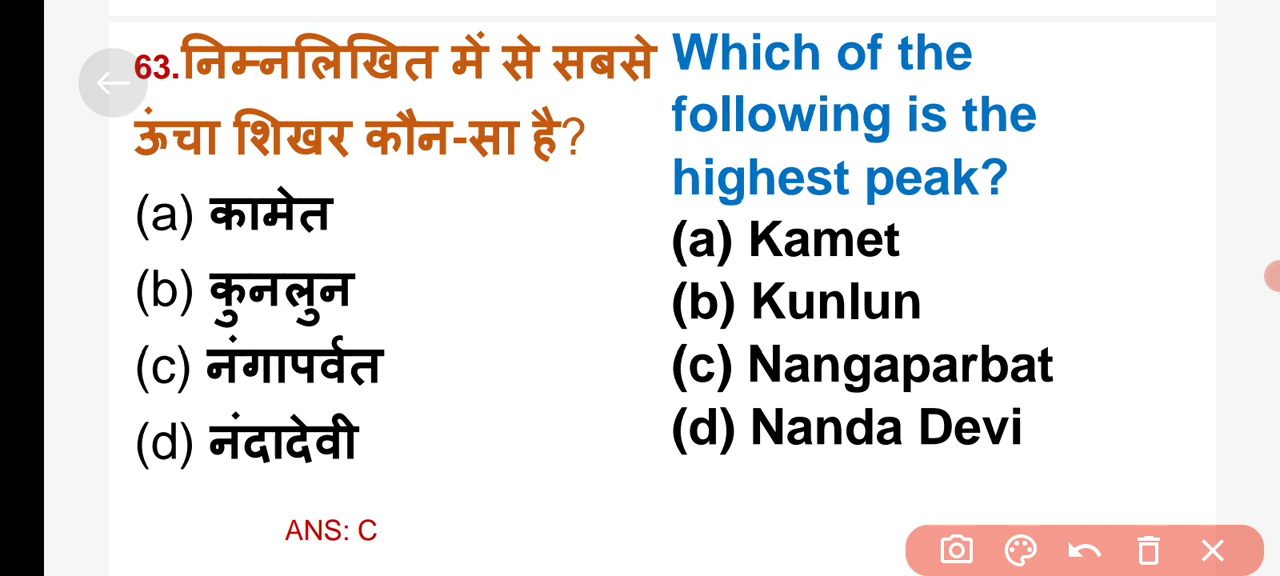 63.निम्नलिखित में से सबसे
ऊंचा शिखर कौन-सा है?
(a) कामेत
(b) कुनलुन
(c) नंगापर्वत
(d) नंदादेवी
ANS: C
Which of the
following is the
highest peak?
(a) Kamet
(b) Kunlun
(c) Nangaparbat
(d) Nanda Devi